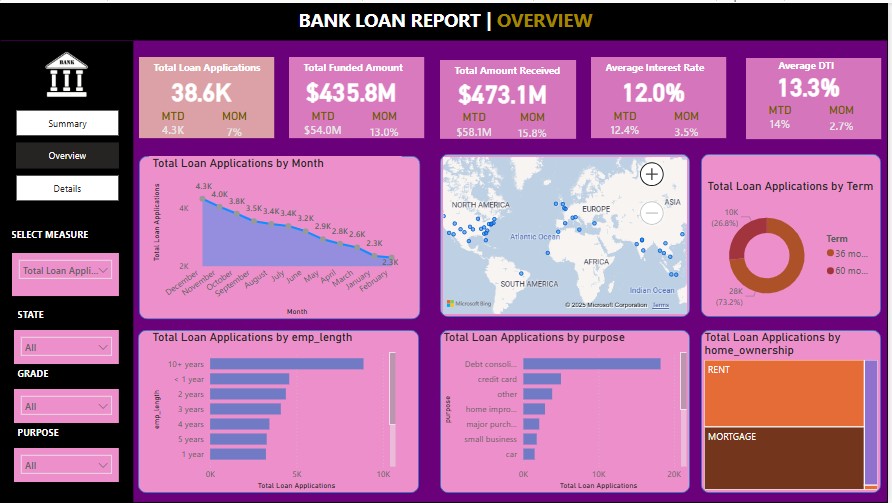 BANK LOAN REPORT | OVERVIEW
BANK
Summary
Overview
Details
SELECT MEASURE
Total Loan Appli...
STATE
All
GRADE
All
PURPOSE
All
Total Loan Applications
38.6K
MTD MOM
4.3K 7%
Total Funded Amount
$435.8M
MTD MOM
$54.0M 13.0%
Total Amount Received
$473.1M
MTD MOM
$58.1M 15.8%
Average Interest Rate
12.0%
MTD MOM
12.4% 3.5%
Average DTI
13.3%
MTD MOM
14% 2.7%
Total Loan Applications by Month
Total Loan Applications
4K
2K
4.3K
4.0K
3.8K
3.5K
3.4K
3.4K
3.2K
2.9K
2.8K
2.6K
2.3K
2.3K
December
November
October
September
August
July
June
May
April
March
January
February
Month
NORTH AMERICA
EUROPE
ASIA
Atlantic Ocean
AFRICA
SOUTH AMERICA
Indian Ocean
Microsoft Bing
© 2025 Microsoft Corporation Terms
Total Loan Applications by Term
10K
(26.8%)
28K
(73.2%)
Term
36 mo...
60 mo...
Total Loan Applications by emp_length
emp_length
10+ years
< 1 year
2 years
3 years
4 years
5 years
1 year
0K 5K 10K
Total Loan Applications
Total Loan Applications by purpose
purpose
Debt consoli...
credit card
other
home impro...
major purch...
small business
car
0K 10K 20K
Total Loan Applications
Total Loan Applications by
home_ownership
RENT
MORTGAGE